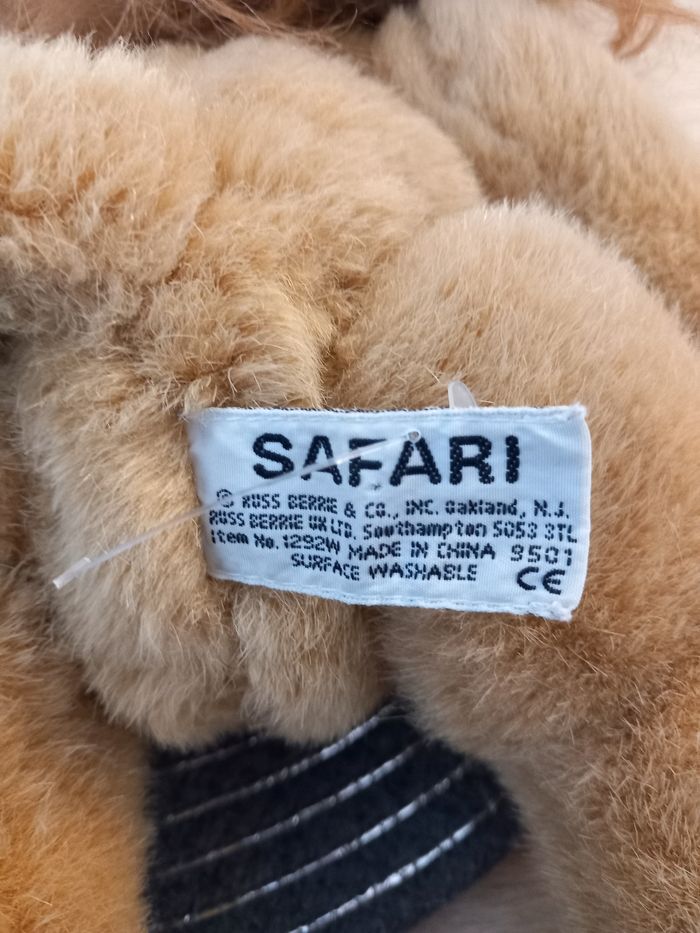 SAFARI
© RUSS BERRIE & CO., INC. Oakland, N.J.
RUSS BERRIE UK LTD. Southampton SO53 3TL
Item No. 1292W MADE IN CHINA 9501
SURFACE WASHABLE CE